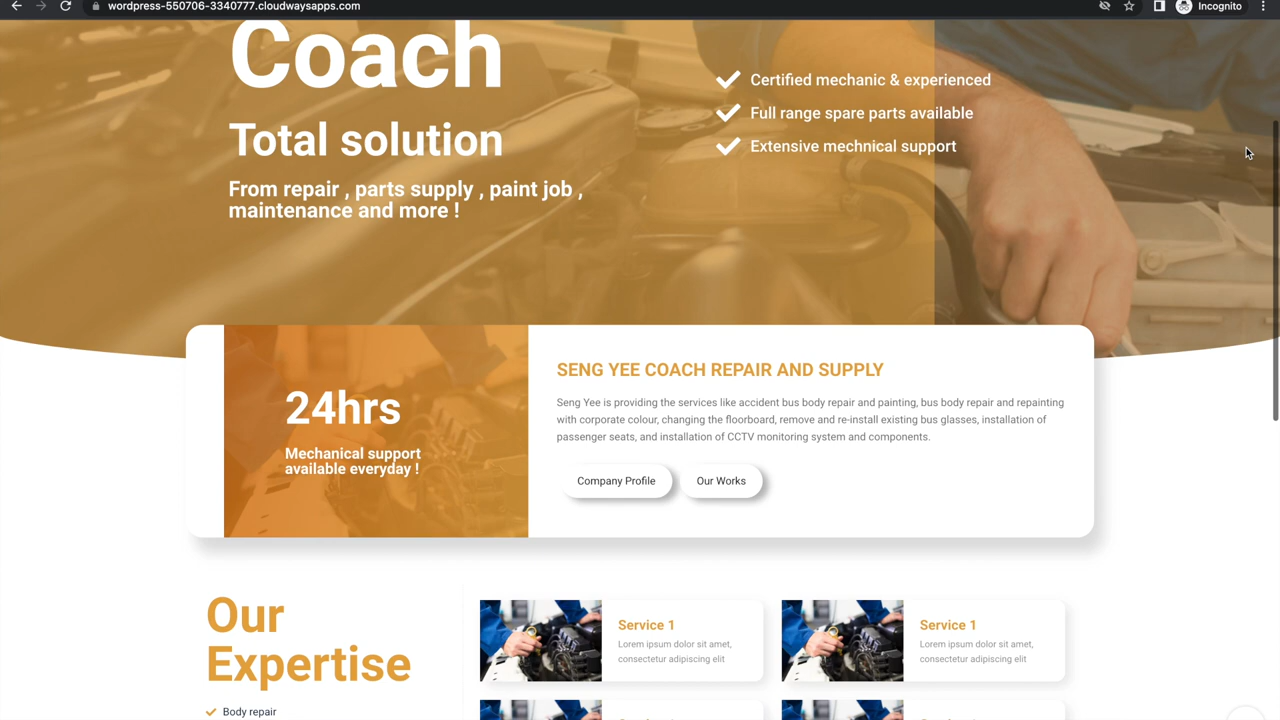 wordpress-550706-3340777.cloudwaysapps.com
Incognito
Coach
Total solution
From repair , parts supply , paint job ,
maintenance and more !
Certified mechanic & experienced
Full range spare parts available
Extensive mechnical support
24hrs
Mechanical support
available everyday !
SENG YEE COACH REPAIR AND SUPPLY
Seng Yee is providing the services like accident bus body repair and painting, bus body repair and repainting
with corporate colour, changing the floorboard, remove and re-install existing bus glasses, installation of
passenger seats, and installation of CCTV monitoring system and components.
Company Profile
Our Works
Our
Expertise
Body repair
Service 1
Lorem ipsum dolor sit amet,
consectetur adipiscing elit
Service 1
Lorem ipsum dolor sit amet,
consectetur adipiscing elit